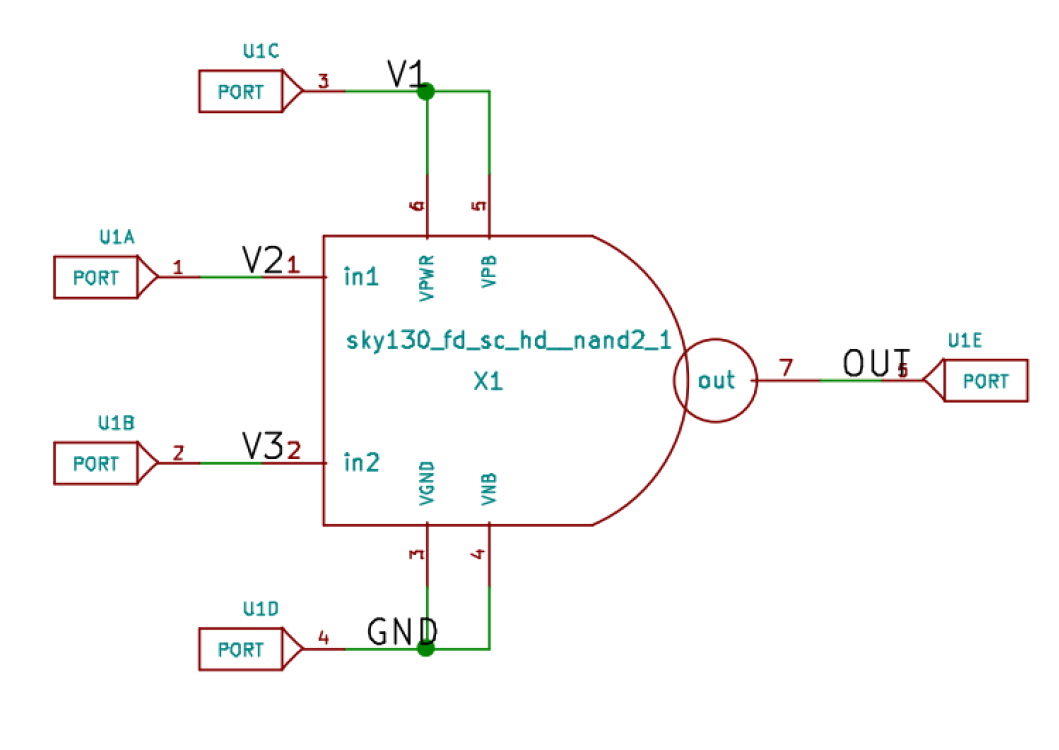 U1C
PORT
3
V1
6
5
U1A
PORT
1
V2
1
in1
VPWR
VPB
sky130_fd_sc_hd__nand2_1
X1
out
7
OUT
5
U1E
PORT
U1B
PORT
2
V3
2
in2
VGND
VNB
3
4
U1D
PORT
4
GND